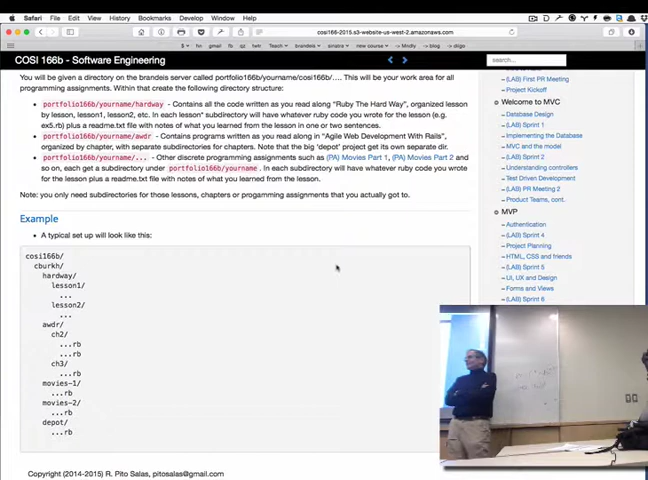 Safari File Edit View History Bookmarks Develop Window Help
cosi166-2015.s3-website-us-west-2.amazonaws.com
COSI 166b - Software Engineering
search...
You will be given a directory on the brandeis server called portfolio166b/yourname/cosi166b/.... This will be your work area for all
programming assignments. Within that create the following directory structure:
• portfolio166b/yourname/hardway - Contains all the code written as you read along "Ruby The Hard Way", organized lesson
by lesson, lesson1, lesson2, etc. In each lesson* subdirectory will have whatever ruby code you wrote for the lesson (e.g.
ex5.rb) plus a readme.txt file with notes of what you learned from the lesson in one or two sentences.
• portfolio166b/yourname/awdr - Contains programs written as you read along in "Agile Web Development With Rails",
organized by chapter, with separate subdirectories for chapters. Note that the big 'depot' project get its own separate dir.
• portfolio166b/yourname/... - Other discrete programming assignments such as (PA) Movies Part 1, (PA) Movies Part 2 and
so on, each get a subdirectory under portfolio166b/yourname. In each subdirectory will have whatever ruby code you wrote
for the lesson plus a readme.txt file with notes of what you learned from the lesson.
Note: you only need subdirectories for those lessons, chapters or progamming assignments that you actually got to.
Example
• A typical set up will look like this:
cosi166b/
cburkh/
hardway/
lesson1/
...
lesson2/
...
awdr/
ch2/
...rb
...rb
ch3/
...rb
movies-1/
...rb
movies-2/
...rb
depot/
...rb
Copyright (2014-2015) R. Pito Salas, pitosalas@gmail.com
– (LAB) First PR Meeting
– Project Kickoff
• Welcome to MVC
– Database Design
– (LAB) Sprint 1
– Implementing the Database
– MVC and the model
– (LAB) Sprint 2
– Understanding controllers
– Test Driven Development
– (LAB) PR Meeting 2
– Product Teams, cont.
• MVP
– Authentication
– (LAB) Sprint 4
– Project Planning
– HTML, CSS and friends
– (LAB) Sprint 5
– UI, UX and Design
– Forms and Views
– (LAB) Sprint 6